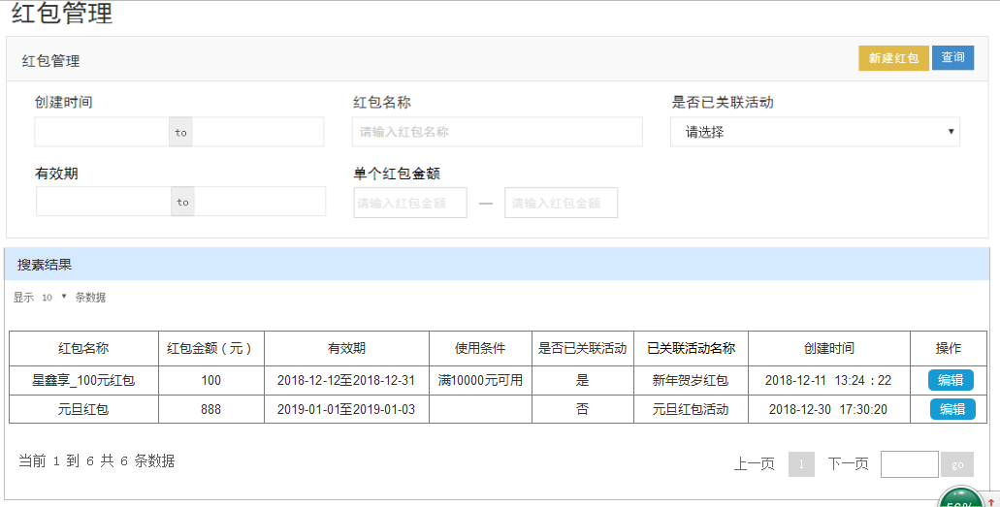 红包管理
红包管理 新建红包 查询
创建时间 红包名称 是否已关联活动
to 请输入红包名称 请选择
有效期 单个红包金额
to 请输入红包金额 — 请输入红包金额
搜素结果
显示 10 条数据
红包名称 红包金额（元） 有效期 使用条件 是否已关联活动 已关联活动名称 创建时间 操作
星鑫享_100元红包 100 2018-12-12至2018-12-31 满10000元可用 是 新年贺岁红包 2018-12-11 13:24：22 编辑
元旦红包 888 2019-01-01至2019-01-03 否 元旦红包活动 2018-12-30 17:30:20 编辑
当前 1 到 6 共 6 条数据
上一页 1 下一页 go